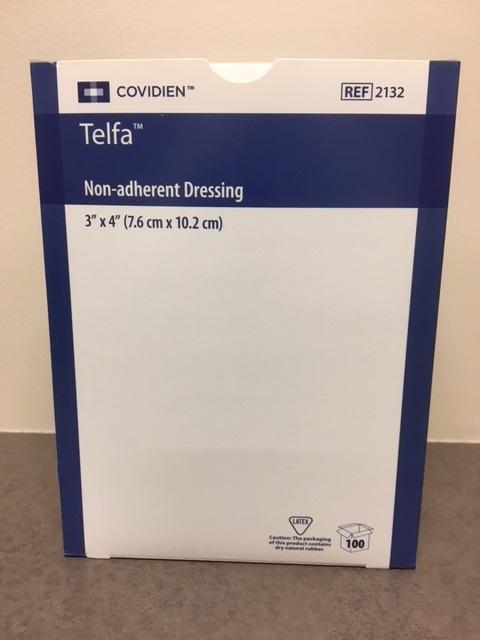 COVIDIEN™
REF 2132
Telfa™
Non-adherent Dressing
3" x 4" (7.6 cm x 10.2 cm)
LATEX
Caution: The packaging
of this product contains
dry natural rubber.
100